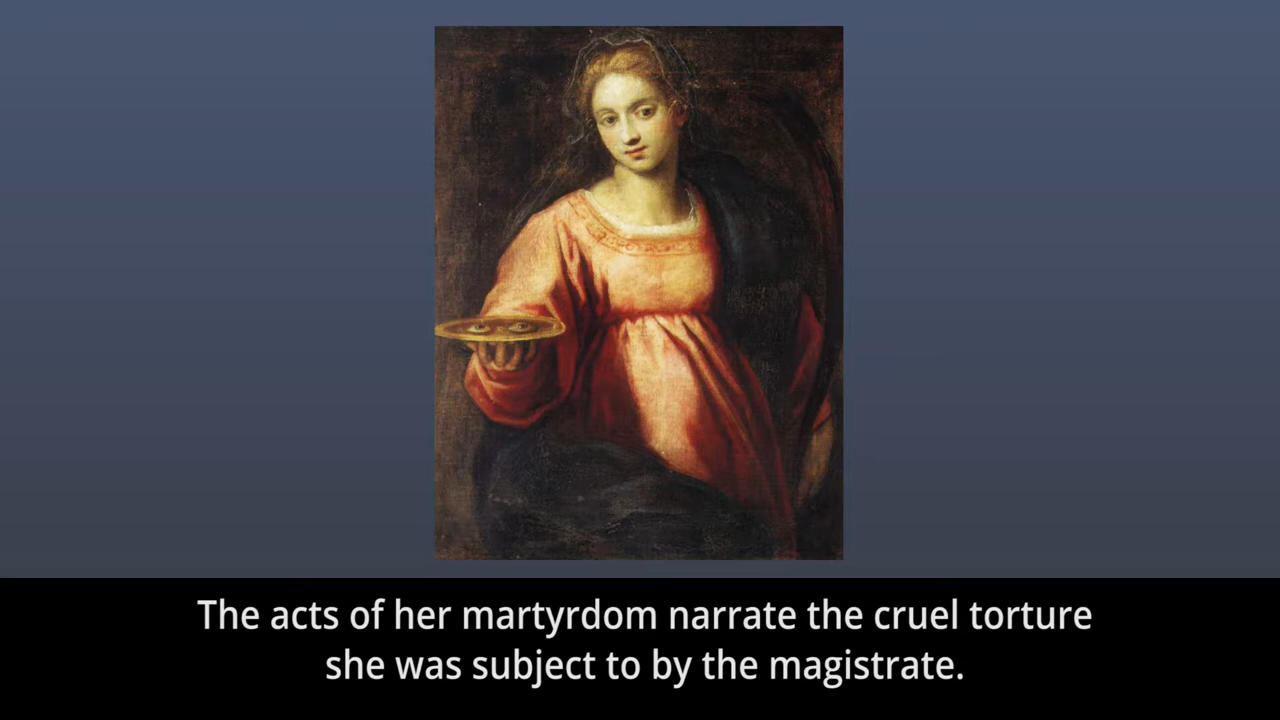 The acts of her martyrdom narrate the cruel torture
she was subject to by the magistrate.